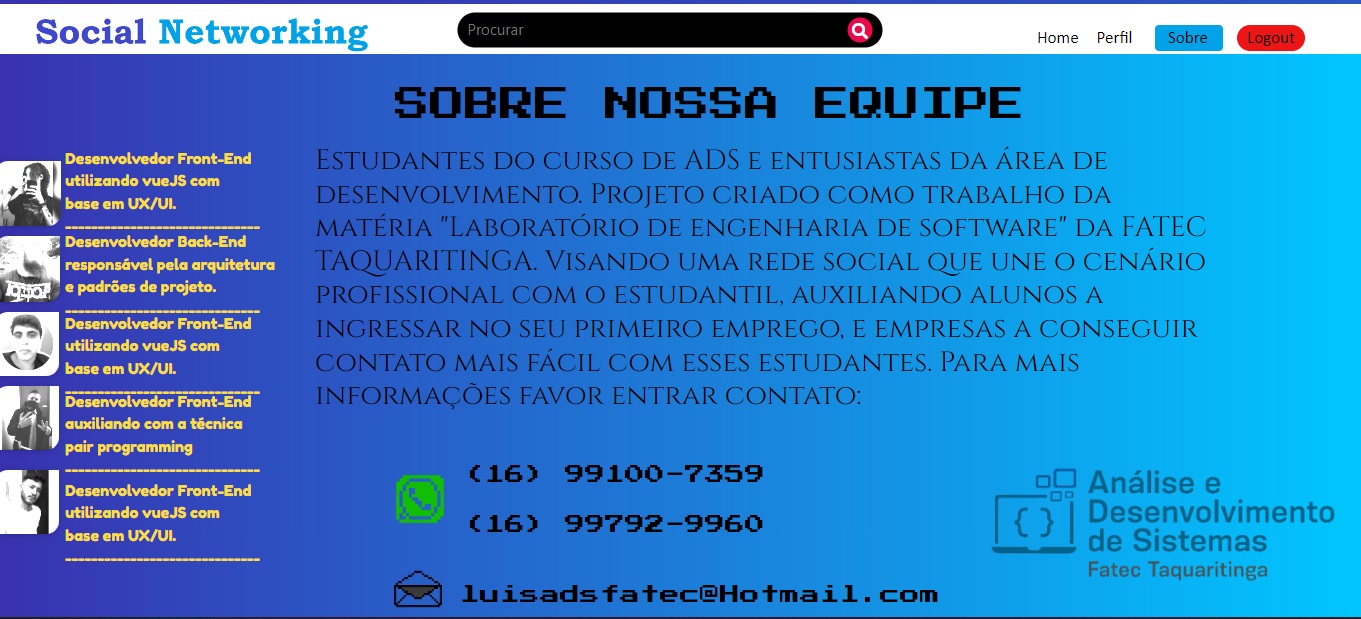 Social Networking
Procurar
Home
Perfil
Sobre
Logout
SOBRE NOSSA EQUIPE
Desenvolvedor Front-End
utilizando vueJS com
base em UX/UI.
------------------------------
Desenvolvedor Back-End
responsável pela arquitetura
e padrões de projeto.
------------------------------
Desenvolvedor Front-End
utilizando vueJS com
base em UX/UI.
------------------------------
Desenvolvedor Front-End
auxiliando com a técnica
pair programming
------------------------------
Desenvolvedor Front-End
utilizando vueJS com
base em UX/UI.
------------------------------
Estudantes do curso de ADS e entusiastas da área de
desenvolvimento. Projeto criado como trabalho da
matéria "Laboratório de engenharia de software" da FATEC
TAQUARITINGA. Visando uma rede social que une o cenário
profissional com o estudantil, auxiliando alunos a
ingressar no seu primeiro emprego, e empresas a conseguir
contato mais fácil com esses estudantes. Para mais
informações favor entrar contato:
(16) 99100-7359
(16) 99792-9960
luisadsfatec@Hotmail.com
{ }
Análise e
Desenvolvimento
de Sistemas
Fatec Taquaritinga